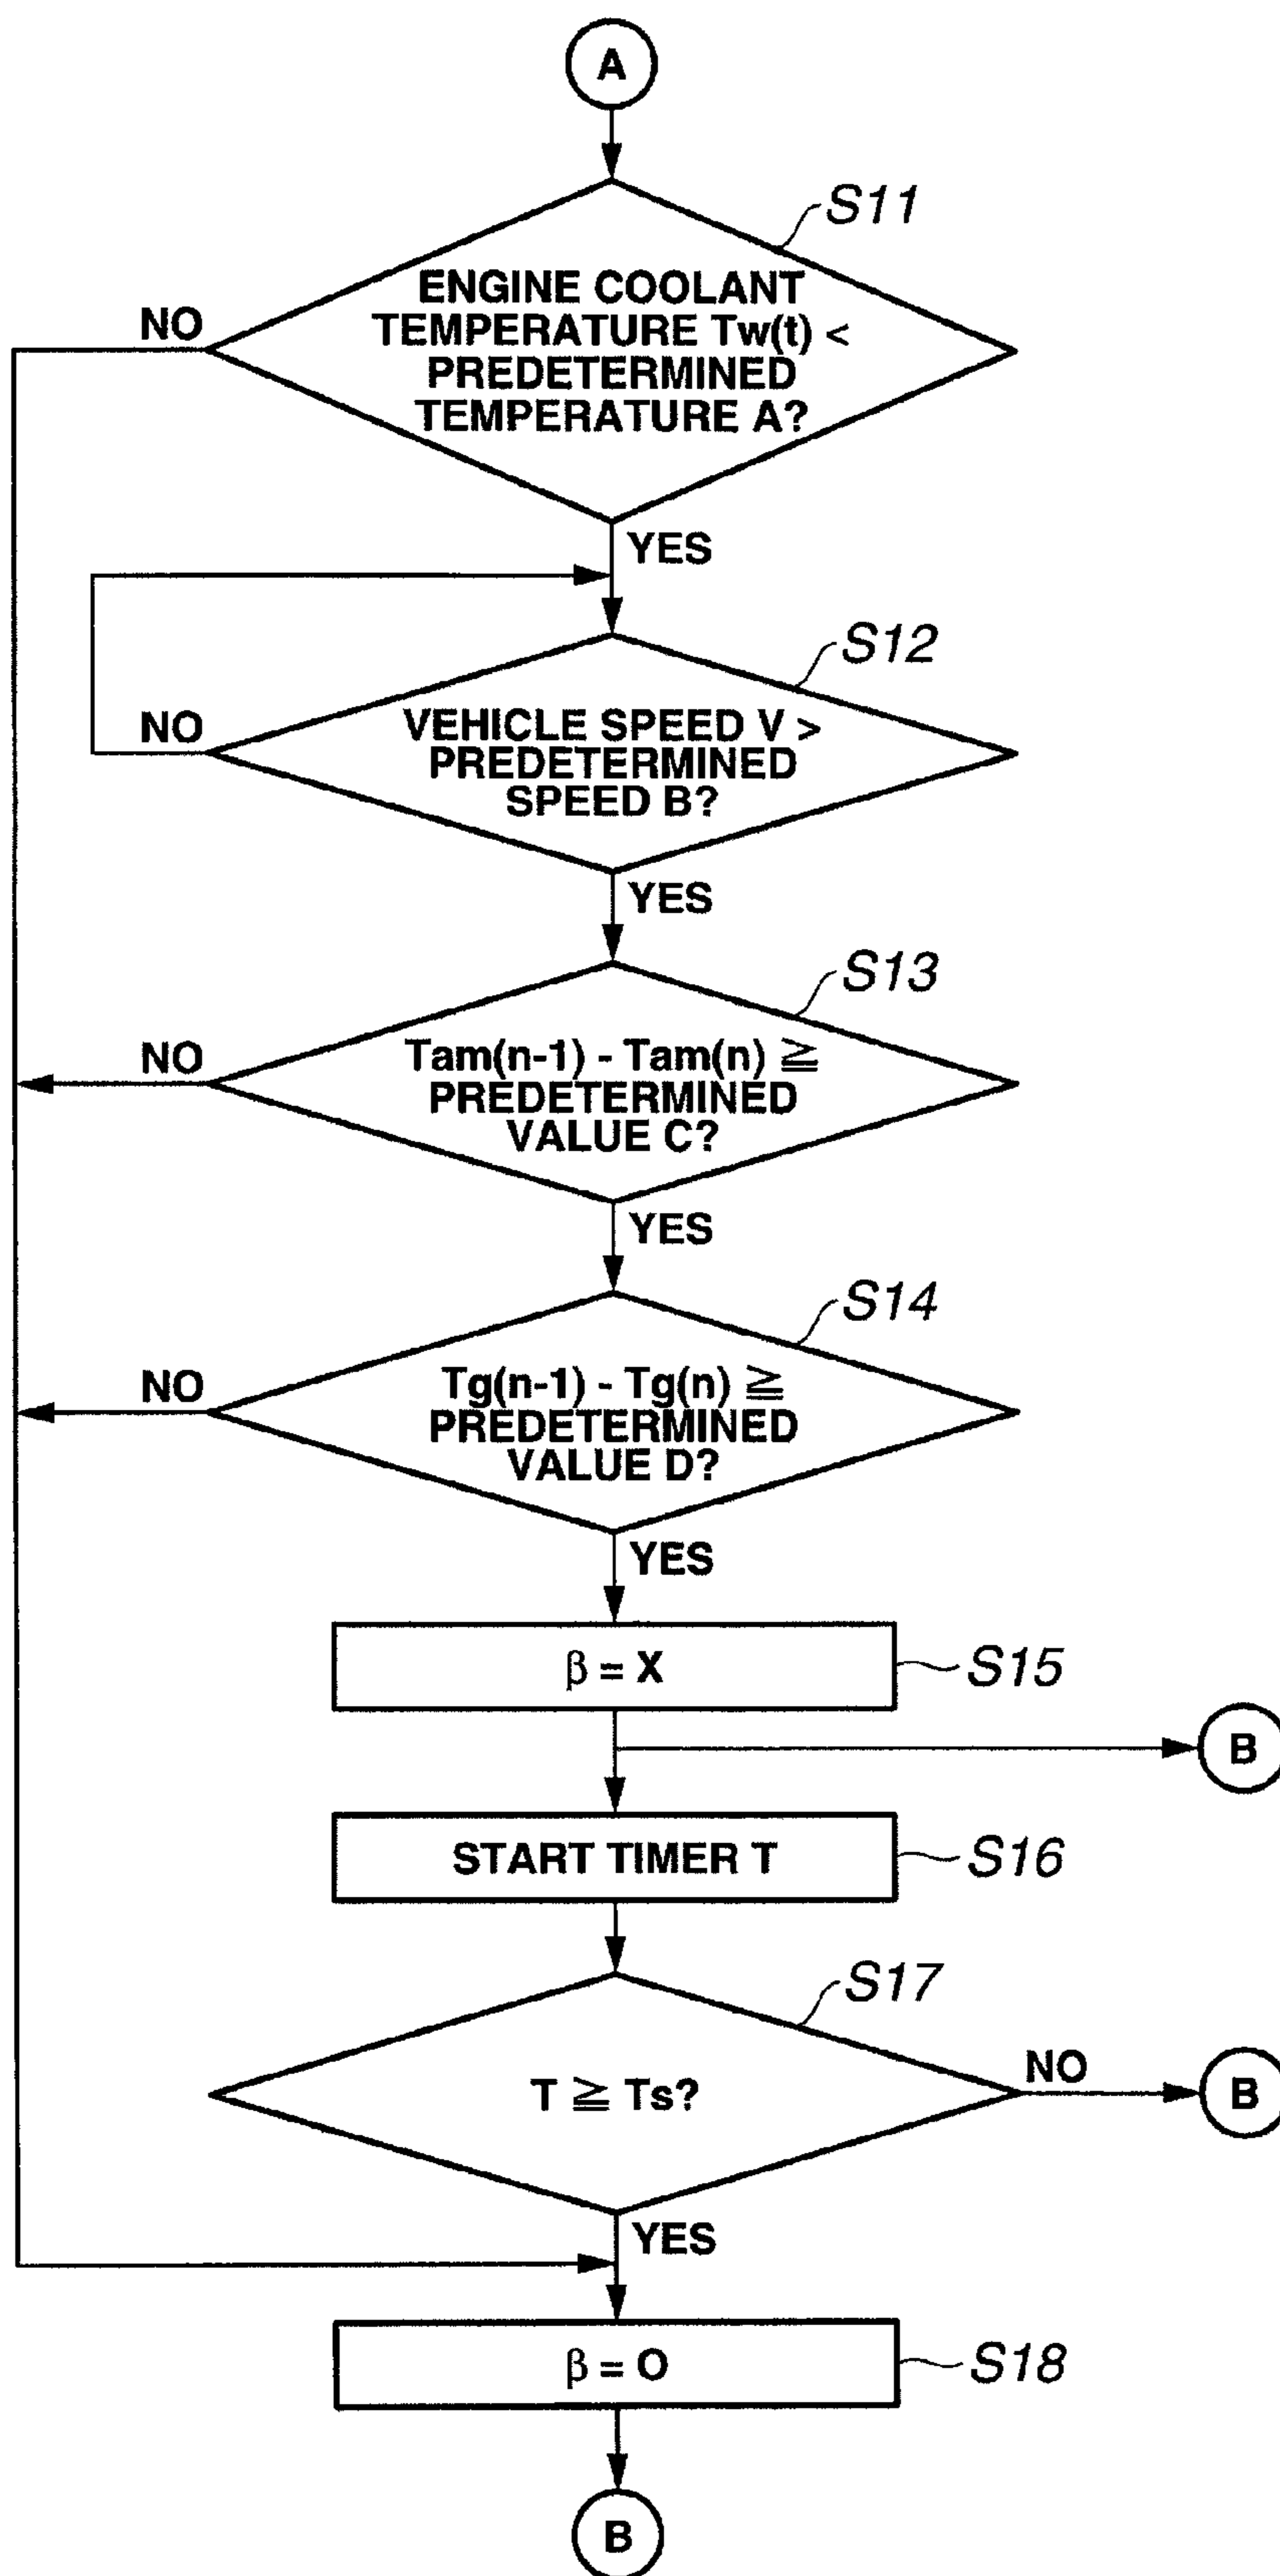 A
S11
ENGINE COOLANT
TEMPERATURE Tw(t) <
PREDETERMINED
TEMPERATURE A?
NO
YES
S12
VEHICLE SPEED V >
PREDETERMINED
SPEED B?
NO
YES
S13
Tam(n-1) - Tam(n) ≧
PREDETERMINED
VALUE C?
NO
YES
S14
Tg(n-1) - Tg(n) ≧
PREDETERMINED
VALUE D?
NO
YES
β = X
S15
B
START TIMER T
S16
S17
T ≧ Ts?
NO
B
YES
β = O
S18
B